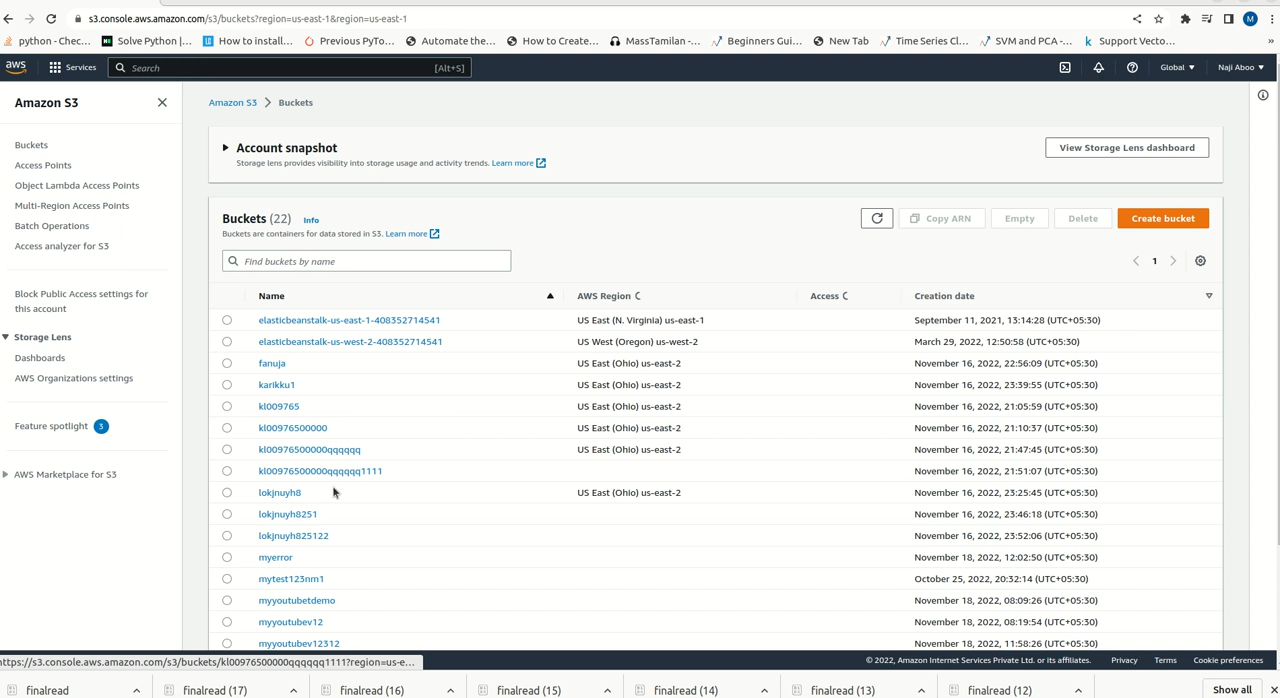 s3.console.aws.amazon.com/s3/buckets?region=us-east-1&region=us-east-1
M
python - Chec... Solve Python |... How to install... Previous PyTo... Automate the... How to Create... MassTamilan -... Beginners Gui... New Tab Time Series Cl... SVM and PCA -... Support Vecto... »
aws Services Search [Alt+S] Global Naji Aboo
Amazon S3
Buckets
Access Points
Object Lambda Access Points
Multi-Region Access Points
Batch Operations
Access analyzer for S3
Block Public Access settings for
this account
Storage Lens
Dashboards
AWS Organizations settings
Feature spotlight 3
AWS Marketplace for S3
Amazon S3 > Buckets
Account snapshot
Storage lens provides visibility into storage usage and activity trends. Learn more
View Storage Lens dashboard
Buckets (22) Info
Buckets are containers for data stored in S3. Learn more
Copy ARN Empty Delete Create bucket
Find buckets by name
1
Name AWS Region Access Creation date
elasticbeanstalk-us-east-1-408352714541 US East (N. Virginia) us-east-1 September 11, 2021, 13:14:28 (UTC+05:30)
elasticbeanstalk-us-west-2-408352714541 US West (Oregon) us-west-2 March 29, 2022, 12:50:58 (UTC+05:30)
fanuja US East (Ohio) us-east-2 November 16, 2022, 22:56:09 (UTC+05:30)
karikku1 US East (Ohio) us-east-2 November 16, 2022, 23:39:55 (UTC+05:30)
kl009765 US East (Ohio) us-east-2 November 16, 2022, 21:05:59 (UTC+05:30)
kl00976500000 US East (Ohio) us-east-2 November 16, 2022, 21:10:37 (UTC+05:30)
kl00976500000qqqqqq US East (Ohio) us-east-2 November 16, 2022, 21:47:45 (UTC+05:30)
kl00976500000qqqqqq1111 November 16, 2022, 21:51:07 (UTC+05:30)
lokjnuyh8 US East (Ohio) us-east-2 November 16, 2022, 23:25:45 (UTC+05:30)
lokjnuyh8251 November 16, 2022, 23:46:18 (UTC+05:30)
lokjnuyh825122 November 16, 2022, 23:52:06 (UTC+05:30)
myerror November 18, 2022, 12:02:50 (UTC+05:30)
mytest123nm1 October 25, 2022, 20:32:14 (UTC+05:30)
myyoutubetdemo November 18, 2022, 08:09:26 (UTC+05:30)
myyoutubev12 November 18, 2022, 08:19:54 (UTC+05:30)
myyoutubev12312 November 18, 2022, 11:58:26 (UTC+05:30)
https://s3.console.aws.amazon.com/s3/buckets/kl00976500000qqqqqq1111?region=us-e...
© 2022, Amazon Internet Services Private Ltd. or its affiliates. Privacy Terms Cookie preferences
finalread finalread (17) finalread (16) finalread (15) finalread (14) finalread (13) finalread (12) Show all